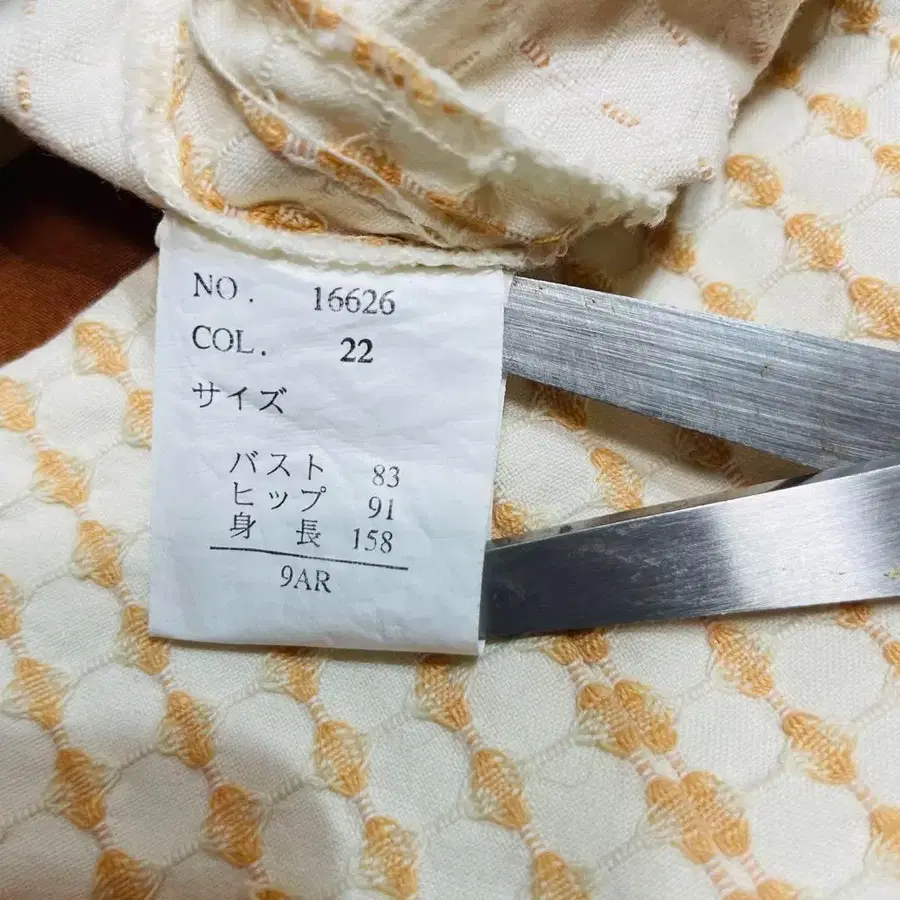 NO. 16626
COL. 22
サイズ
バスト 83
ヒップ 91
身長 158
9AR